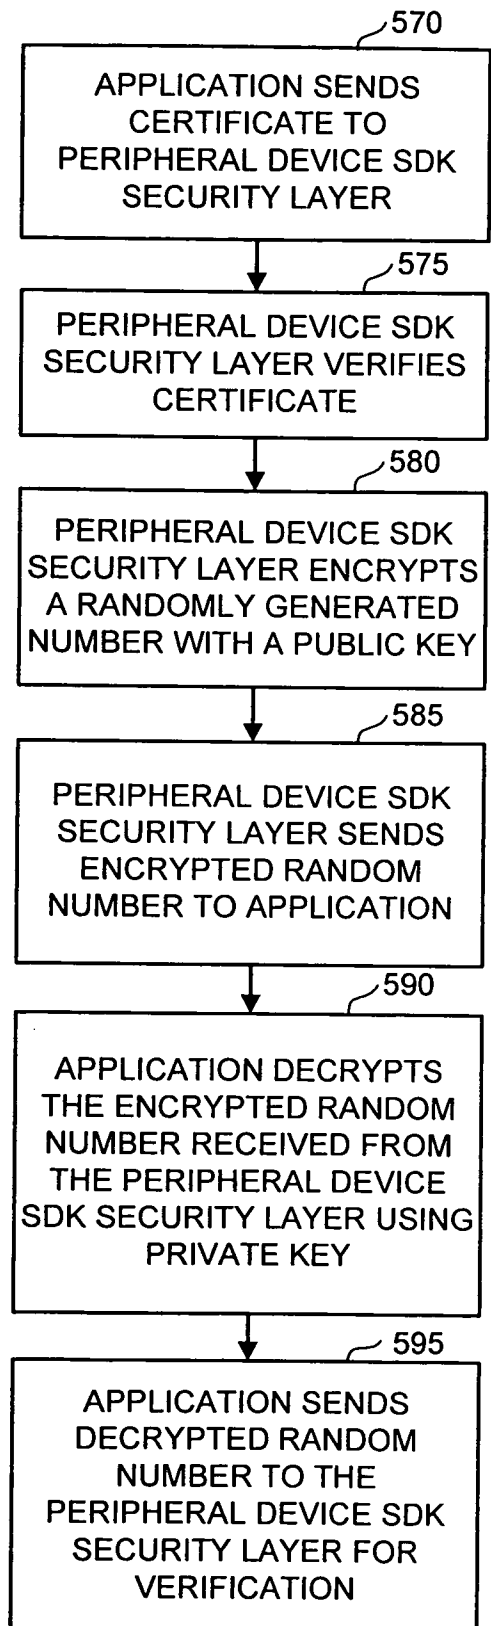 570
APPLICATION SENDS
CERTIFICATE TO
PERIPHERAL DEVICE SDK
SECURITY LAYER
575
PERIPHERAL DEVICE SDK
SECURITY LAYER VERIFIES
CERTIFICATE
580
PERIPHERAL DEVICE SDK
SECURITY LAYER ENCRYPTS
A RANDOMLY GENERATED
NUMBER WITH A PUBLIC KEY
585
PERIPHERAL DEVICE SDK
SECURITY LAYER SENDS
ENCRYPTED RANDOM
NUMBER TO APPLICATION
590
APPLICATION DECRYPTS
THE ENCRYPTED RANDOM
NUMBER RECEIVED FROM
THE PERIPHERAL DEVICE
SDK SECURITY LAYER USING
PRIVATE KEY
595
APPLICATION SENDS
DECRYPTED RANDOM
NUMBER TO THE
PERIPHERAL DEVICE SDK
SECURITY LAYER FOR
VERIFICATION